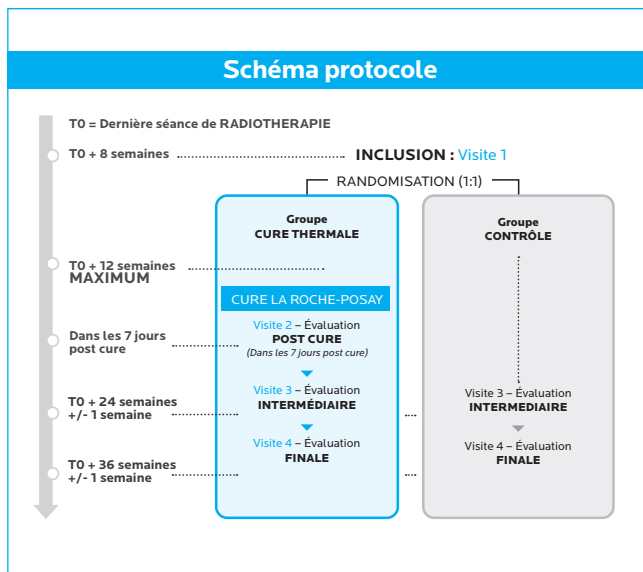 Schéma protocole
T0 = Dernière séance de RADIOTHERAPIE
T0 + 8 semaines
INCLUSION : Visite 1
RANDOMISATION (1:1)
Groupe
CURE THERMALE
Groupe
CONTRÔLE
T0 + 12 semaines
MAXIMUM
CURE LA ROCHE-POSAY
Dans les 7 jours
post cure
Visite 2 – Évaluation
POST CURE
(Dans les 7 jours post cure)
T0 + 24 semaines
+/- 1 semaine
Visite 3 – Évaluation
INTERMÉDIAIRE
Visite 3 – Évaluation
INTERMEDIAIRE
T0 + 36 semaines
+/- 1 semaine
Visite 4 – Évaluation
FINALE
Visite 4 – Évaluation
FINALE